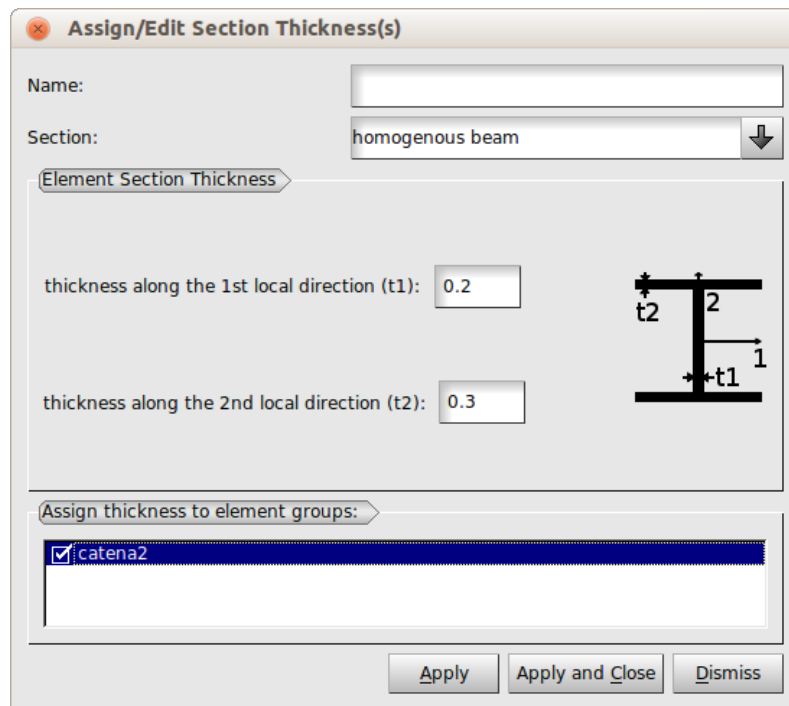 Assign/Edit Section Thickness(s)
Name:
Section: homogenous beam
Element Section Thickness
thickness along the 1st local direction (t1): 0.2
t2 2
1
t1
thickness along the 2nd local direction (t2): 0.3
Assign thickness to element groups:
catena2
Apply Apply and Close Dismiss